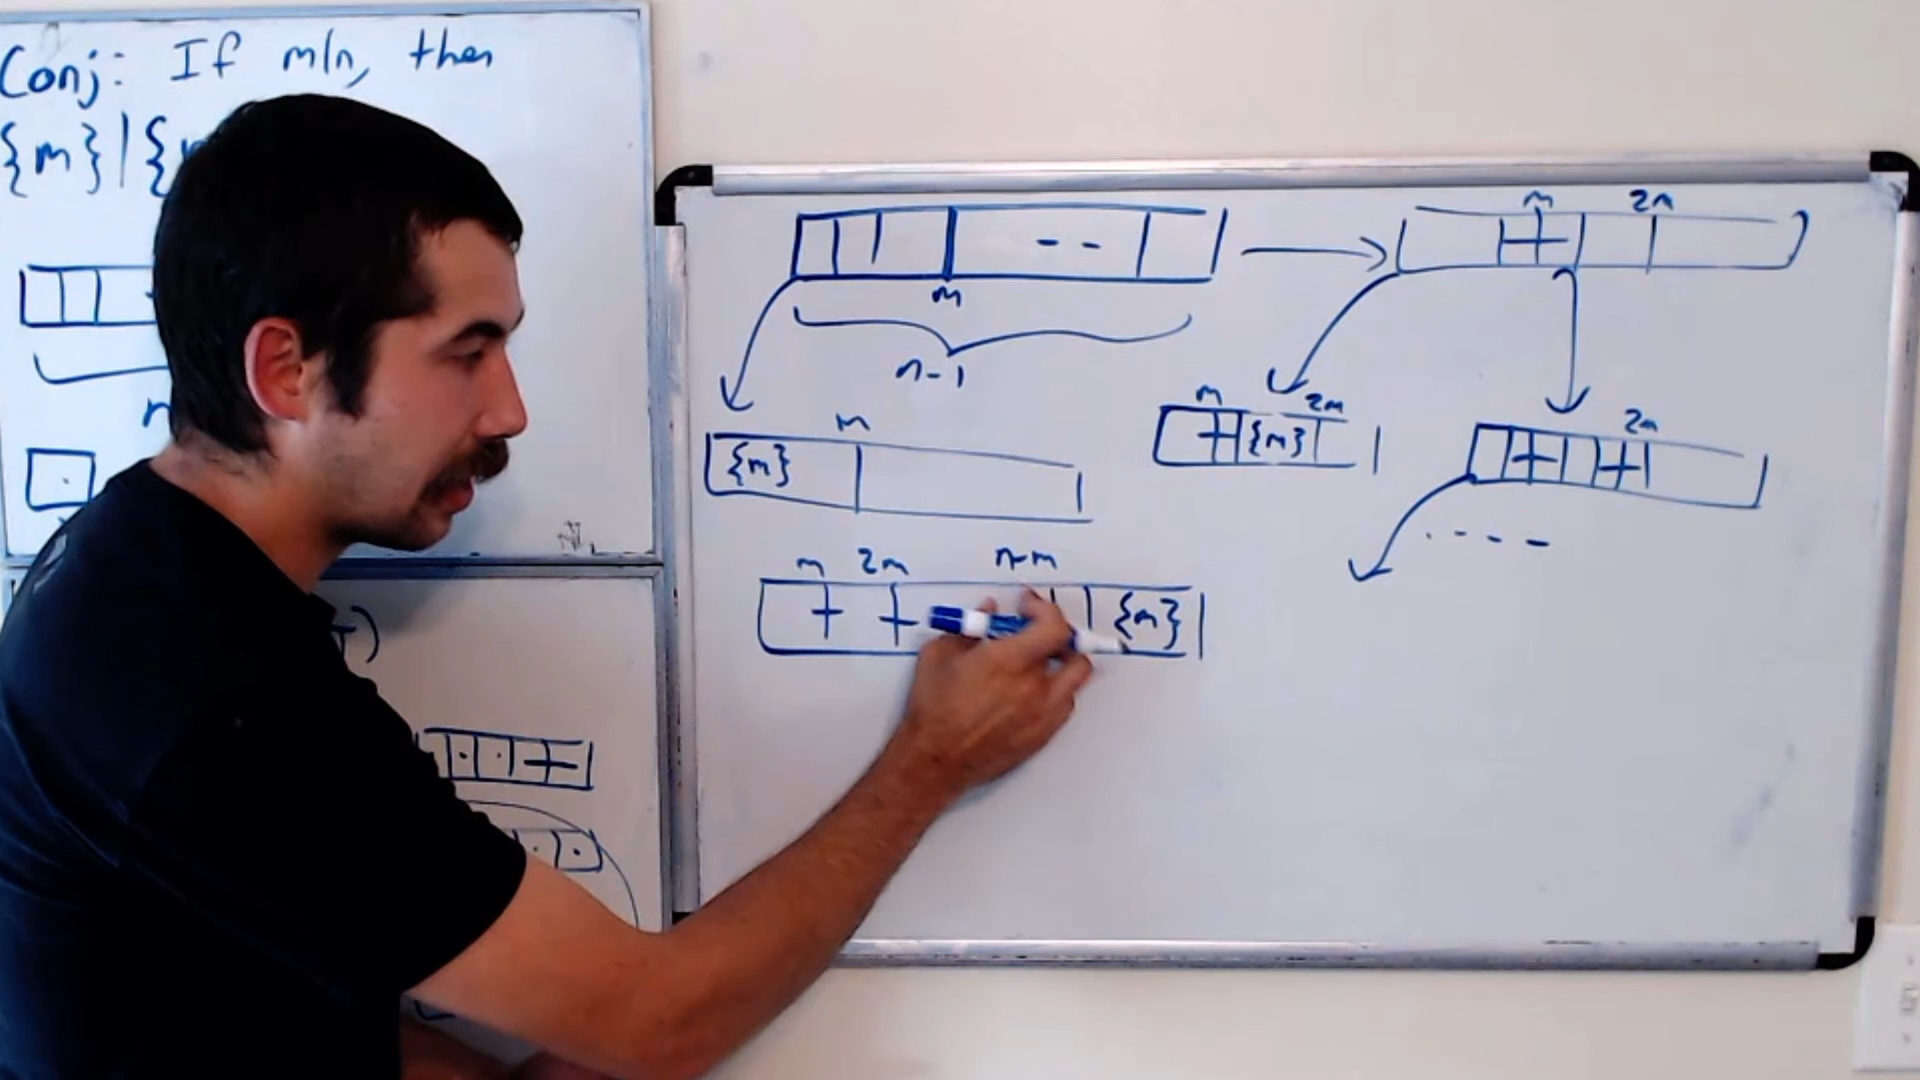 Conj: If m|n, then
{m}|{
n
m
n-1
m
{m}
m 2m n-m
{m}
m 2m
m 2m
{m}
2m